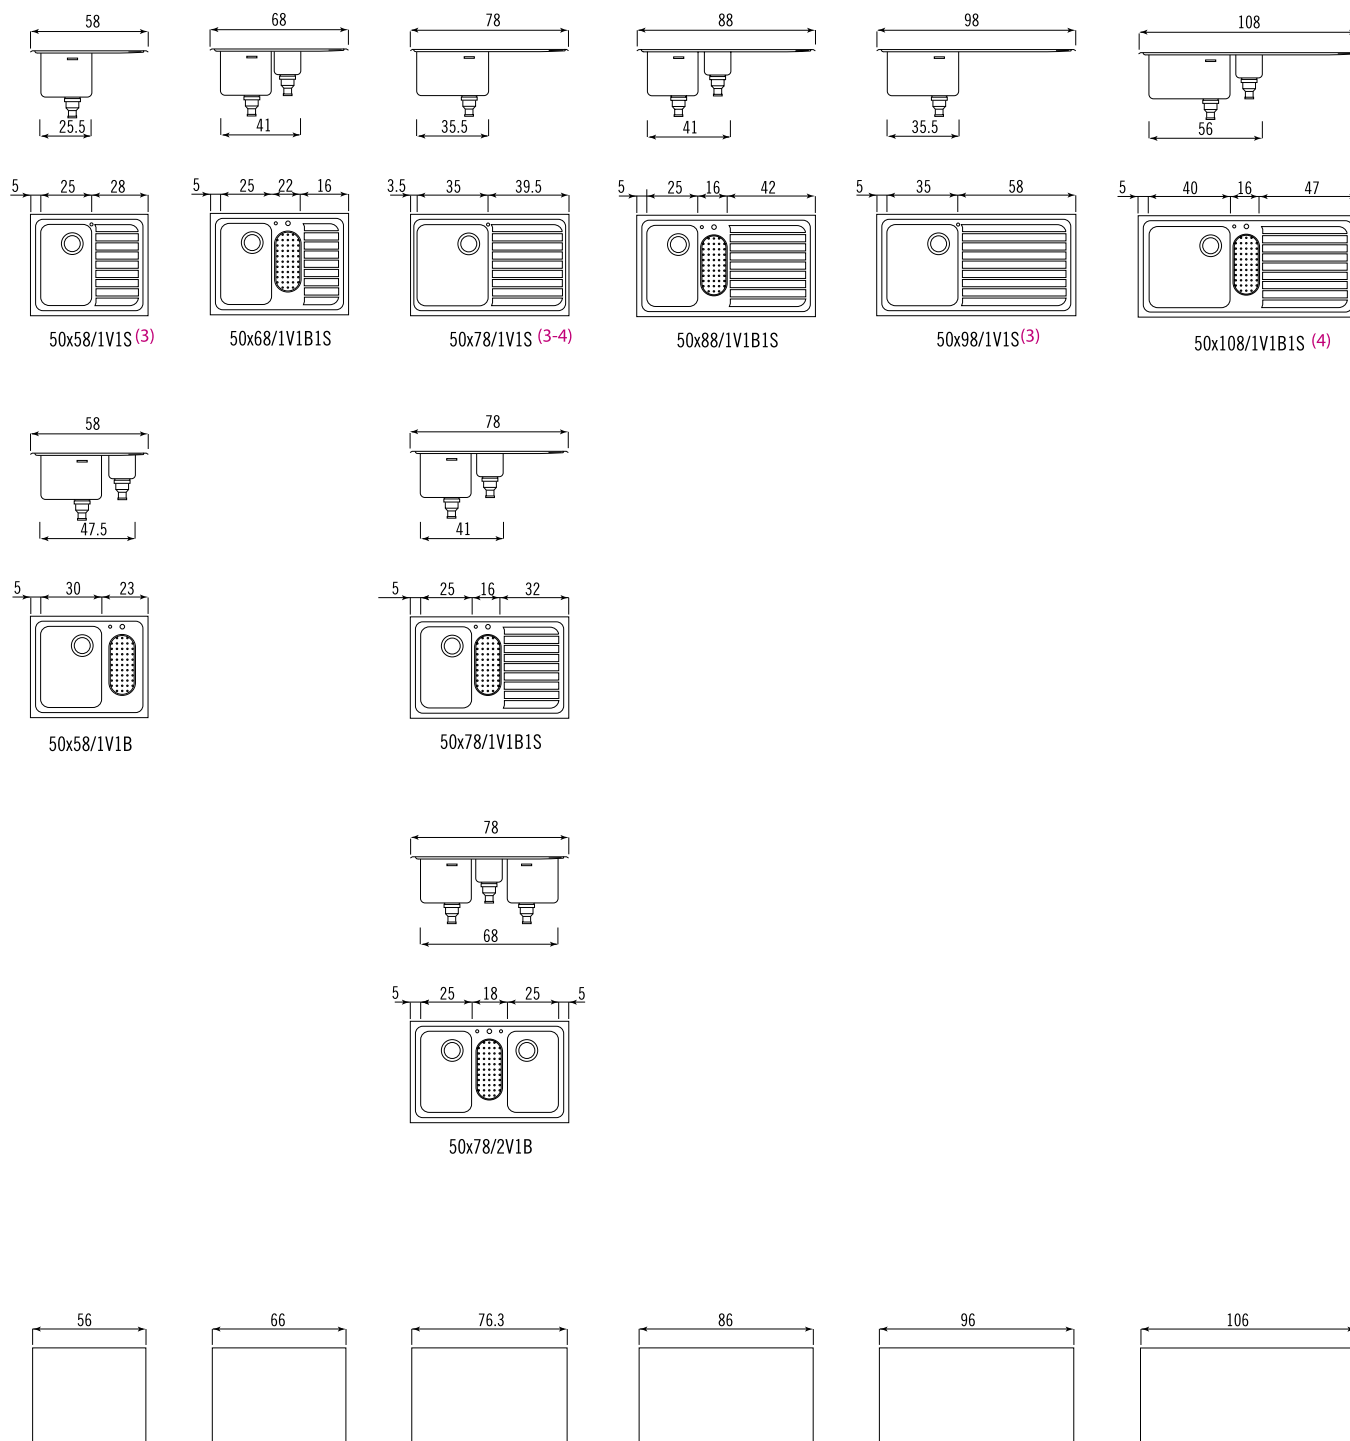 58 68 78 88 98 108
25.5 41 35.5 41 35.5 56
5 25 28 5 25 22 16 3.5 35 39.5 5 25 16 42 5 35 58 5 40 16 47
50x58/1V1S (3) 50x68/1V1B1S 50x78/1V1S (3-4) 50x88/1V1B1S 50x98/1V1S (3) 50x108/1V1B1S (4)
58 78
47.5 41
5 30 23 5 25 16 32
50x58/1V1B 50x78/1V1B1S
78
68
5 25 18 25 5
50x78/2V1B
56 66 76.3 86 96 106